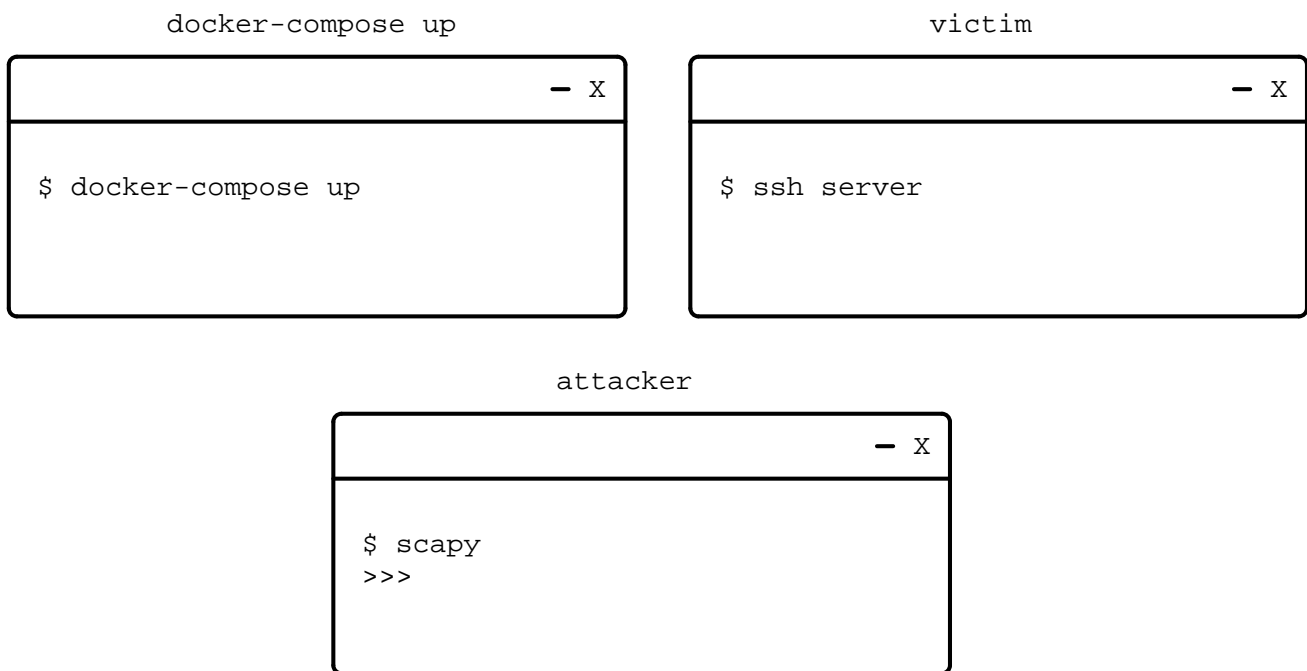 docker-compose up
— X
$ docker-compose up
victim
— X
$ ssh server
attacker
— X
$ scapy
>>>